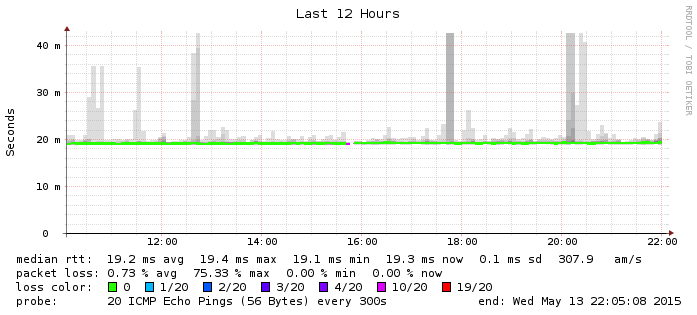 Last 12 Hours
RRDTOOL / TOBI OETIKER
Seconds
40 m
30 m
20 m
10 m
0
12:00 14:00 16:00 18:00 20:00 22:00
median rtt: 19.2 ms avg 19.4 ms max 19.1 ms min 19.3 ms now 0.1 ms sd 307.9 am/s
packet loss: 0.73 % avg 75.33 % max 0.00 % min 0.00 % now
loss color: 0 1/20 2/20 3/20 4/20 10/20 19/20
probe: 20 ICMP Echo Pings (56 Bytes) every 300s end: Wed May 13 22:05:08 2015